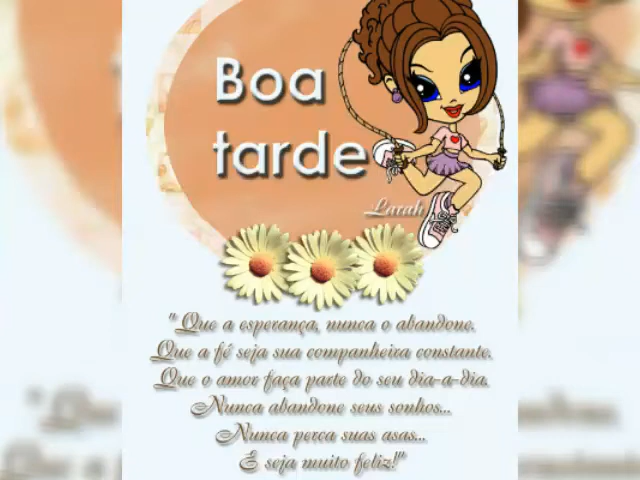 Boa
tarde
Larah
"Que a esperança, nunca o abandone.
Que a fé seja sua companheira constante.
Que o amor faça parte do seu dia-a-dia.
Nunca abandone seus sonhos...
Nunca perca suas asas...
E seja muito feliz!"